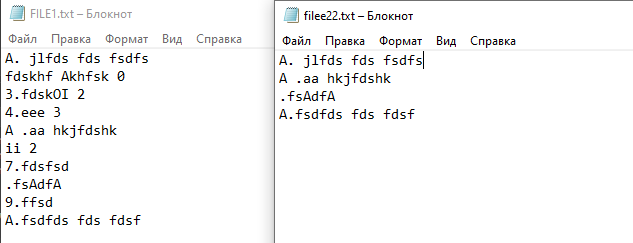 FILE1.txt – Блокнот
Файл Правка Формат Вид Справка
A. jlfds fds fsdfs
fdskhf Akhfsk 0
3.fdskOI 2
4.eee 3
A .aa hkjfdshk
ii 2
7.fdsfsd
.fsAdfA
9.ffsd
A.fsdfds fds fdsf
filee22.txt – Блокнот
Файл Правка Формат Вид Справка
A. jlfds fds fsdfs
A .aa hkjfdshk
.fsAdfA
A.fsdfds fds fdsf